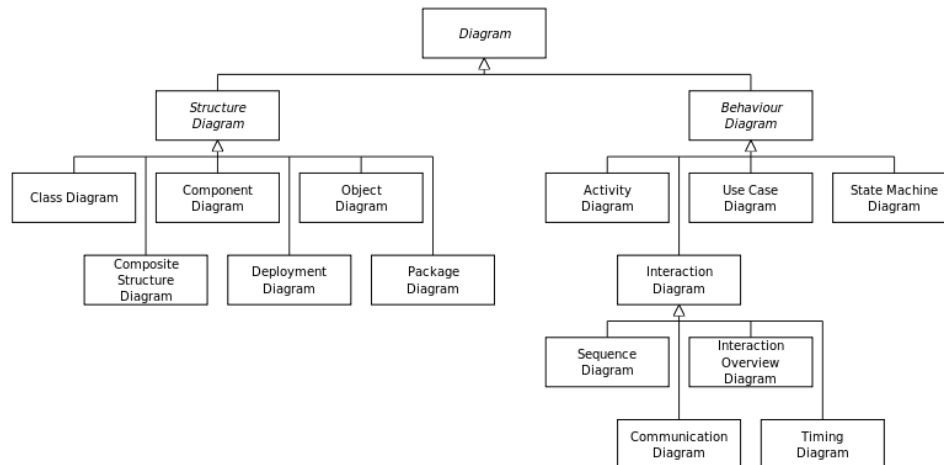 Diagram
Structure
Diagram
Behaviour
Diagram
Class Diagram
Component
Diagram
Object
Diagram
Activity
Diagram
Use Case
Diagram
State Machine
Diagram
Composite
Structure
Diagram
Deployment
Diagram
Package
Diagram
Interaction
Diagram
Sequence
Diagram
Interaction
Overview
Diagram
Communication
Diagram
Timing
Diagram